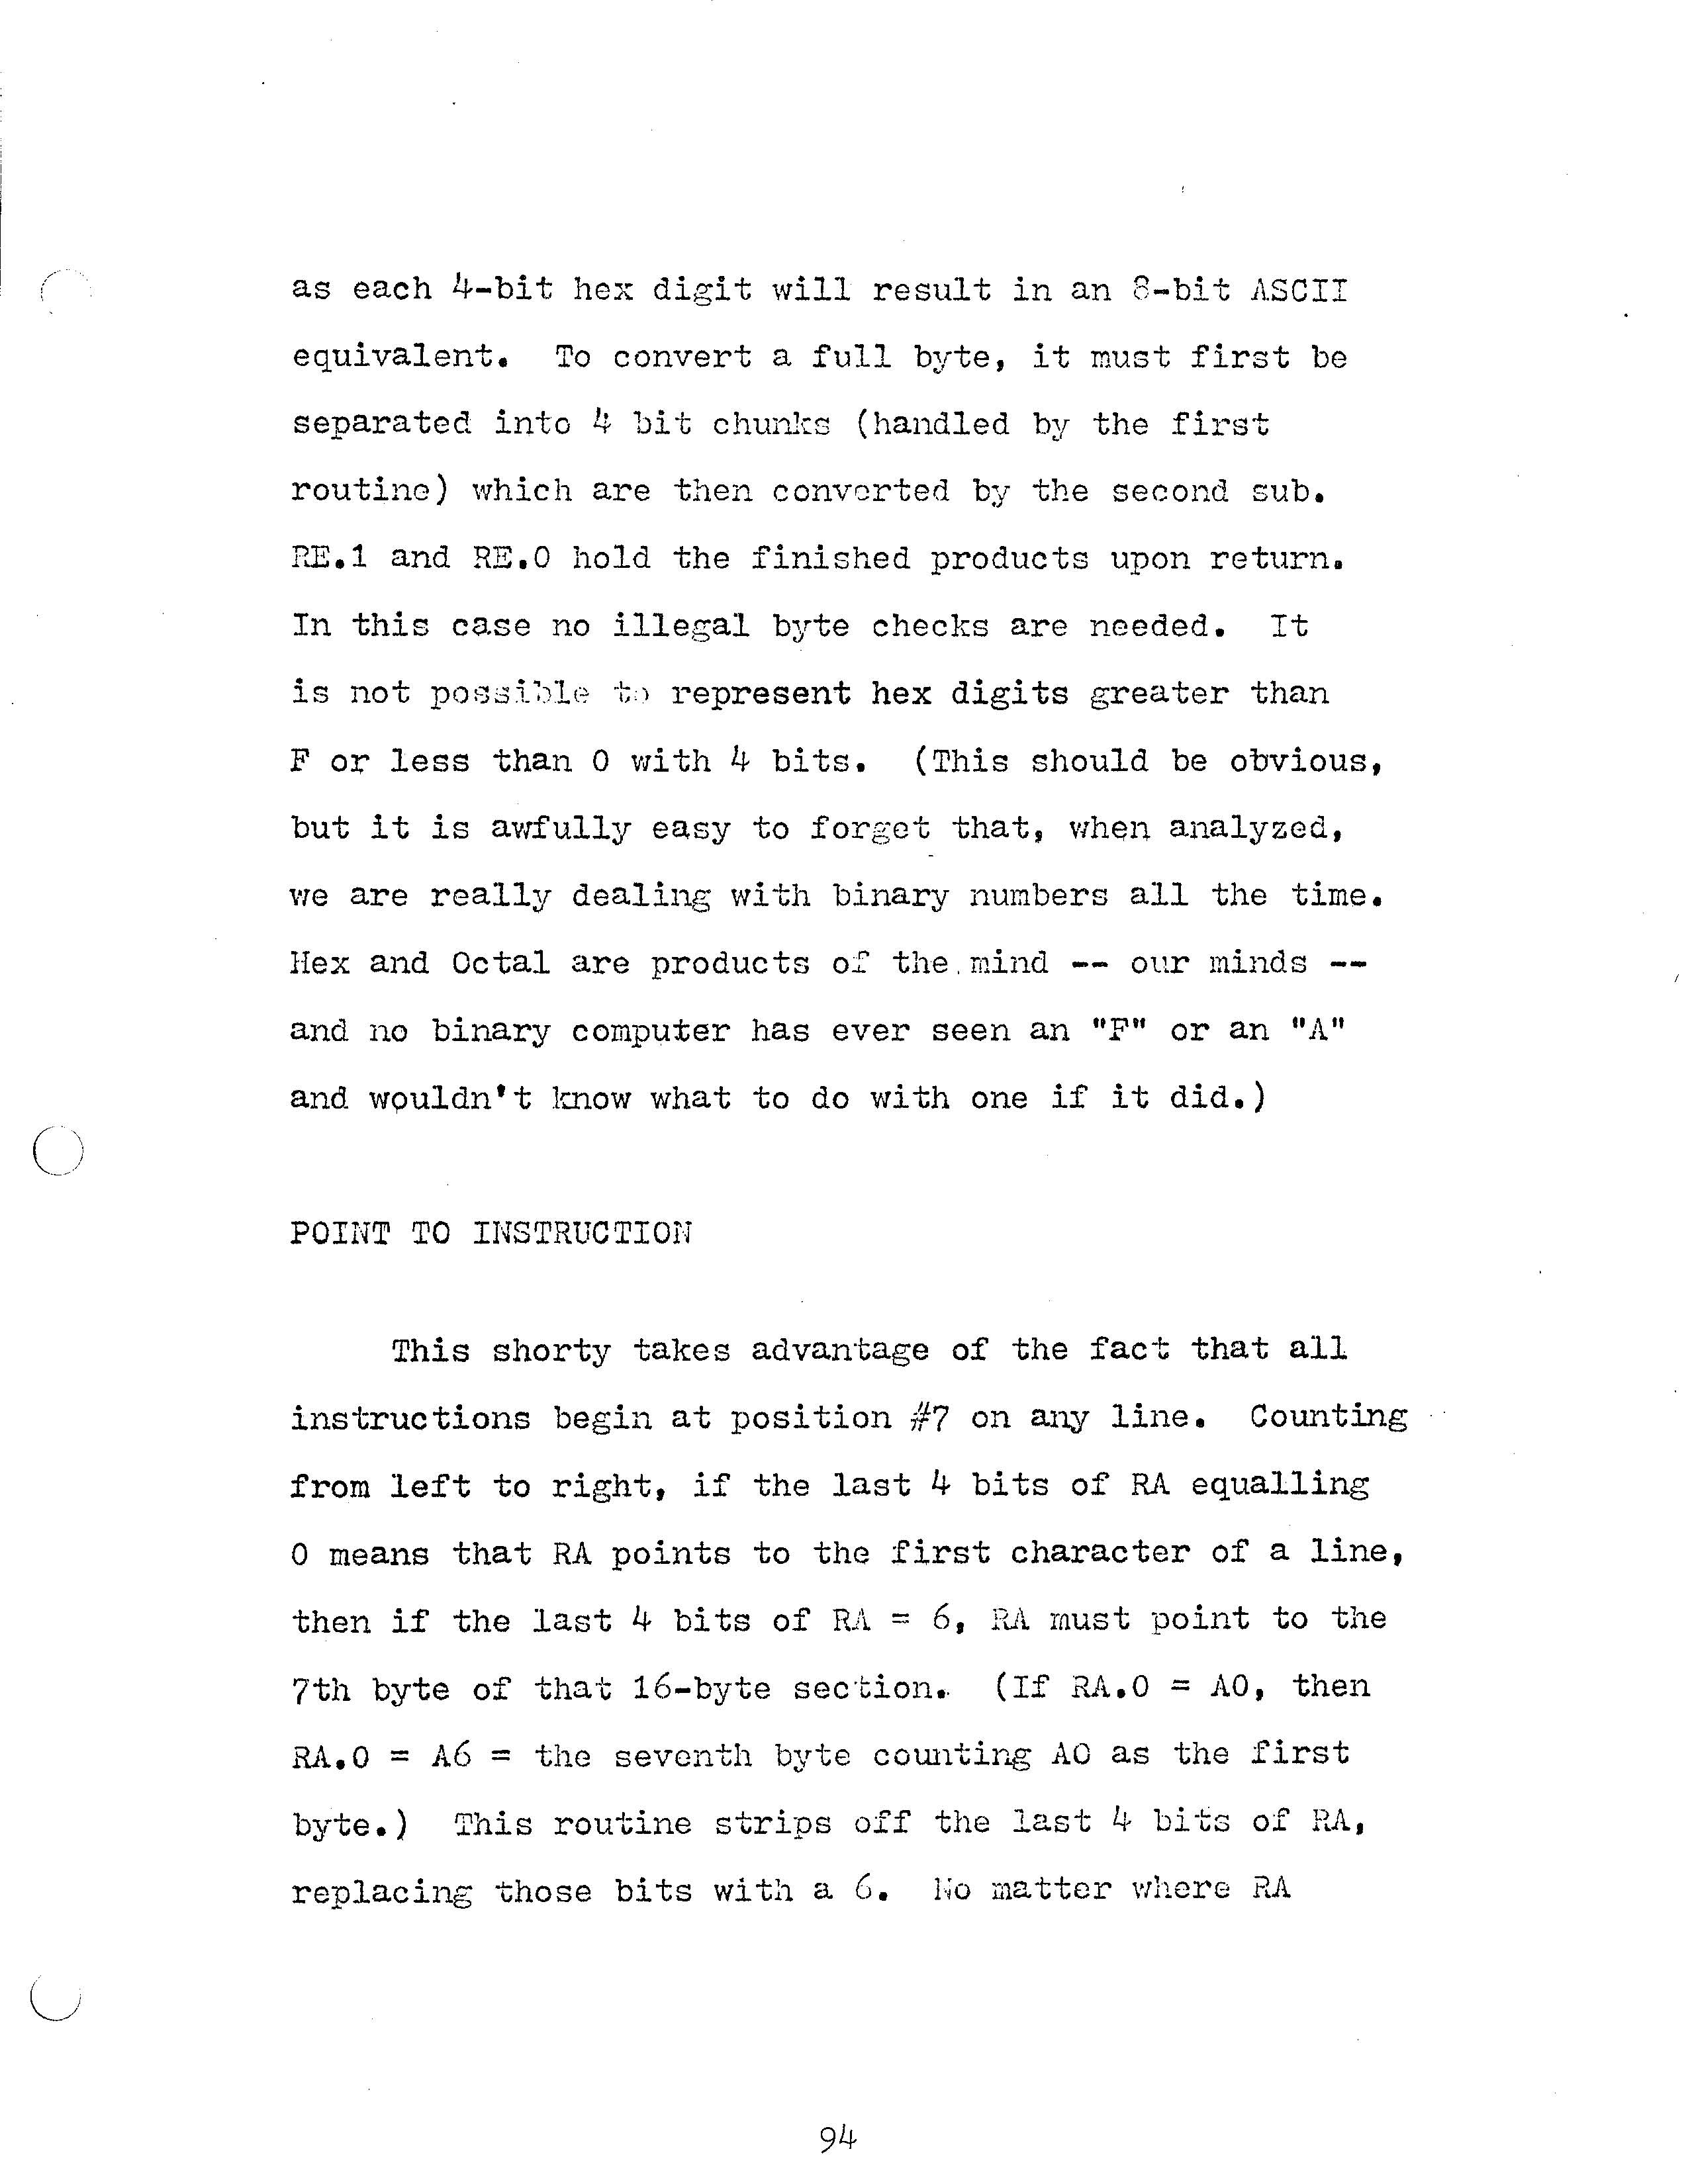 as each 4-bit hex digit will result in an 8-bit ASCII
equivalent.  To convert a full byte, it must first be
separated into 4 bit chunks (handled by the first
routine) which are then converted by the second sub.
RE.1 and RE.0 hold the finished products upon return.
In this case no illegal byte checks are needed.  It
is not possible to represent hex digits greater than
F or less than 0 with 4 bits.  (This should be obvious,
but it is awfully easy to forget that, when analyzed,
we are really dealing with binary numbers all the time.
Hex and Octal are products of the mind -- our minds --
and no binary computer has ever seen an "F" or an "A"
and wouldn't know what to do with one if it did.)
POINT TO INSTRUCTION
This shorty takes advantage of the fact that all
instructions begin at position #7 on any line.  Counting
from left to right, if the last 4 bits of RA equalling
0 means that RA points to the first character of a line,
then if the last 4 bits of RA = 6, RA must point to the
7th byte of that 16-byte section.  (If RA.0 = A0, then
RA.0 = A6 = the seventh byte counting A0 as the first
byte.)  This routine strips off the last 4 bits of RA,
replacing those bits with a 6.  No matter where RA
94